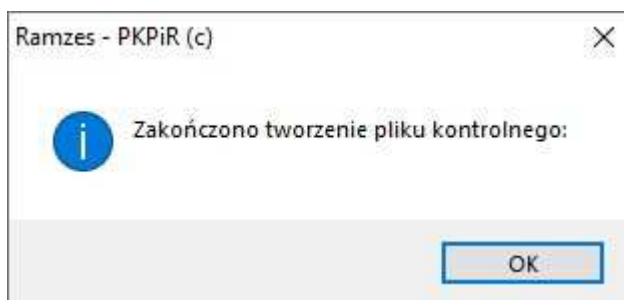 Ramzes - PKPiR (c)
Zakończono tworzenie pliku kontrolnego:
OK